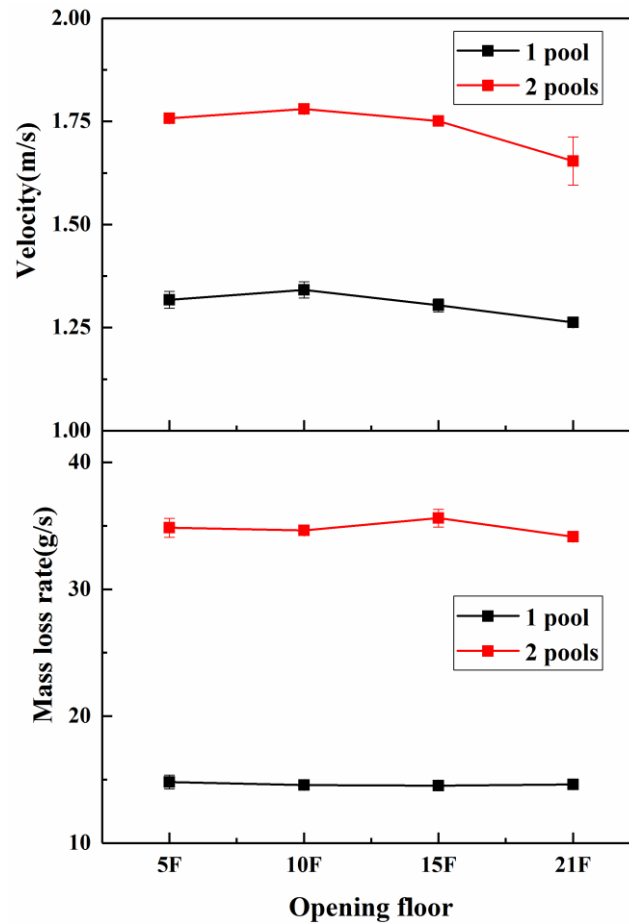 2.00
1.75
1.50
1.25
1.00
Velocity(m/s)
1 pool
2 pools
40
30
20
10
Mass loss rate(g/s)
1 pool
2 pools
5F 10F 15F 21F
Opening floor